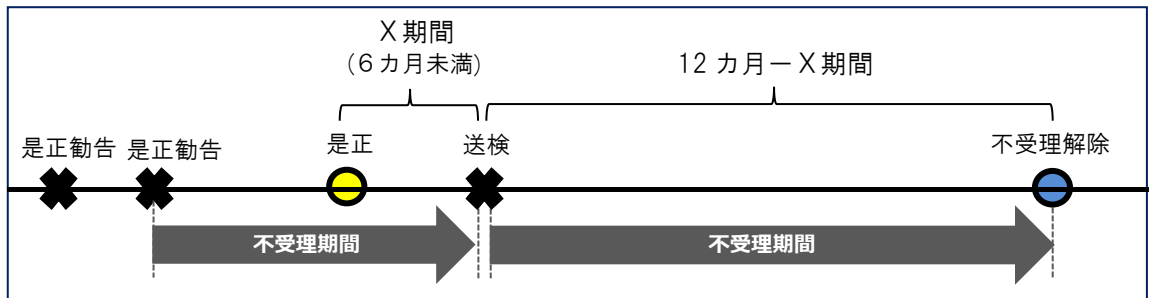 X期間
(6カ月未満)
12カ月－X期間
是正勧告
是正勧告
是正
送検
不受理解除
不受理期間
不受理期間